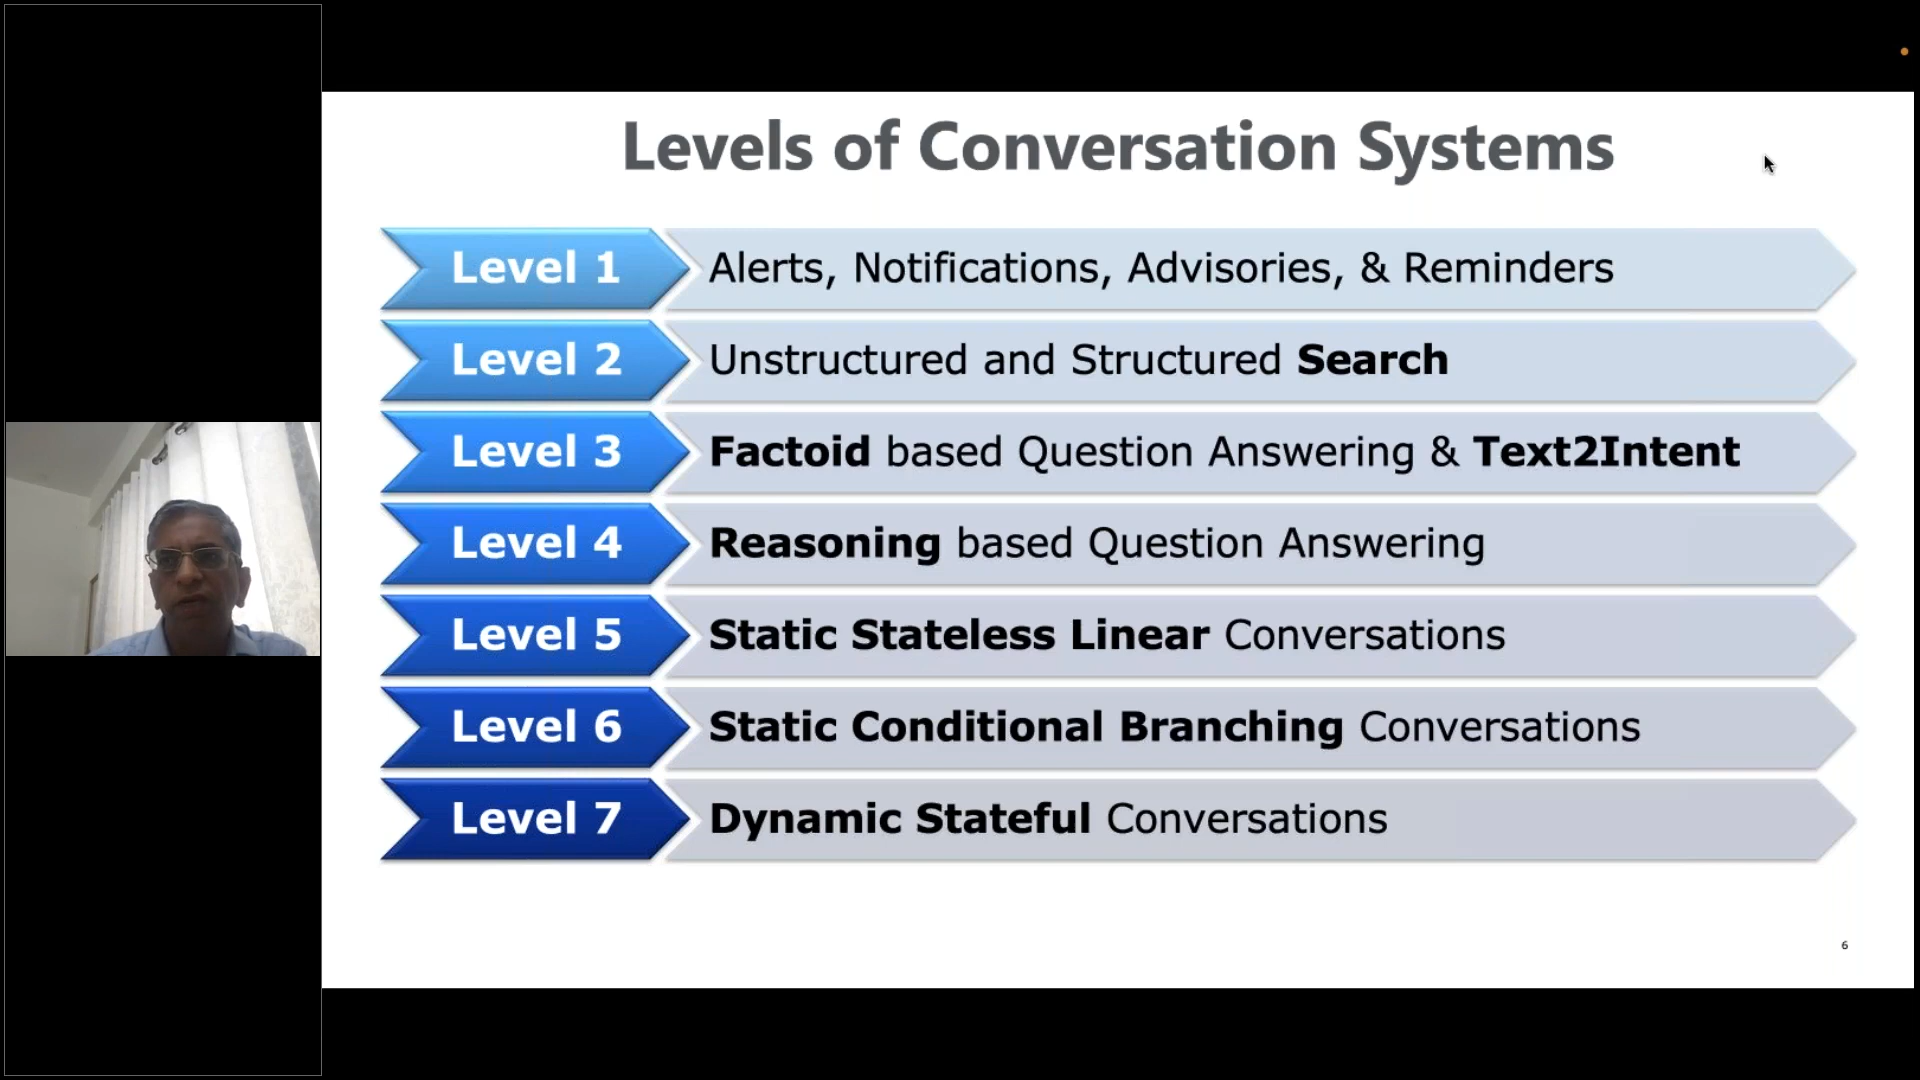 Levels of Conversation Systems
Level 1 Alerts, Notifications, Advisories, & Reminders
Level 2 Unstructured and Structured Search
Level 3 Factoid based Question Answering & Text2Intent
Level 4 Reasoning based Question Answering
Level 5 Static Stateless Linear Conversations
Level 6 Static Conditional Branching Conversations
Level 7 Dynamic Stateful Conversations
6